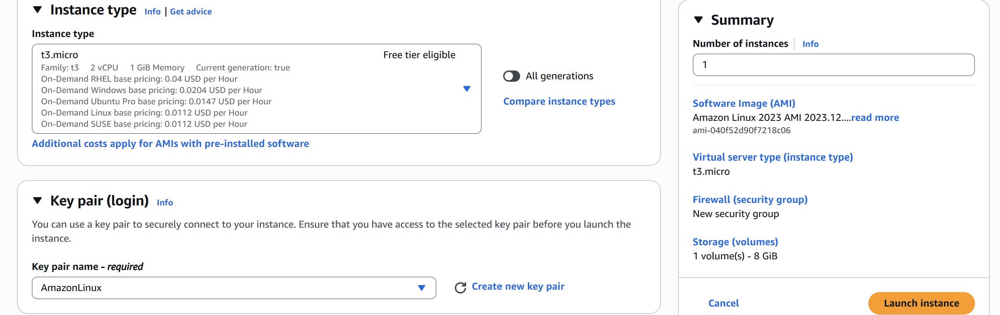 Instance type Info | Get advice
Instance type
t3.micro Free tier eligible
Family: t3 2 vCPU 1 GiB Memory Current generation: true
On-Demand RHEL base pricing: 0.04 USD per Hour
On-Demand Windows base pricing: 0.0204 USD per Hour
On-Demand Ubuntu Pro base pricing: 0.0147 USD per Hour
On-Demand Linux base pricing: 0.0112 USD per Hour
On-Demand SUSE base pricing: 0.0112 USD per Hour
All generations
Compare instance types
Additional costs apply for AMIs with pre-installed software
Key pair (login) Info
You can use a key pair to securely connect to your instance. Ensure that you have access to the selected key pair before you launch the
instance.
Key pair name - required
AmazonLinux
Create new key pair
Summary
Number of instances Info
1
Software Image (AMI)
Amazon Linux 2023 AMI 2023.12....read more
ami-040f52d90f7218c06
Virtual server type (instance type)
t3.micro
Firewall (security group)
New security group
Storage (volumes)
1 volume(s) - 8 GiB
Cancel
Launch instance